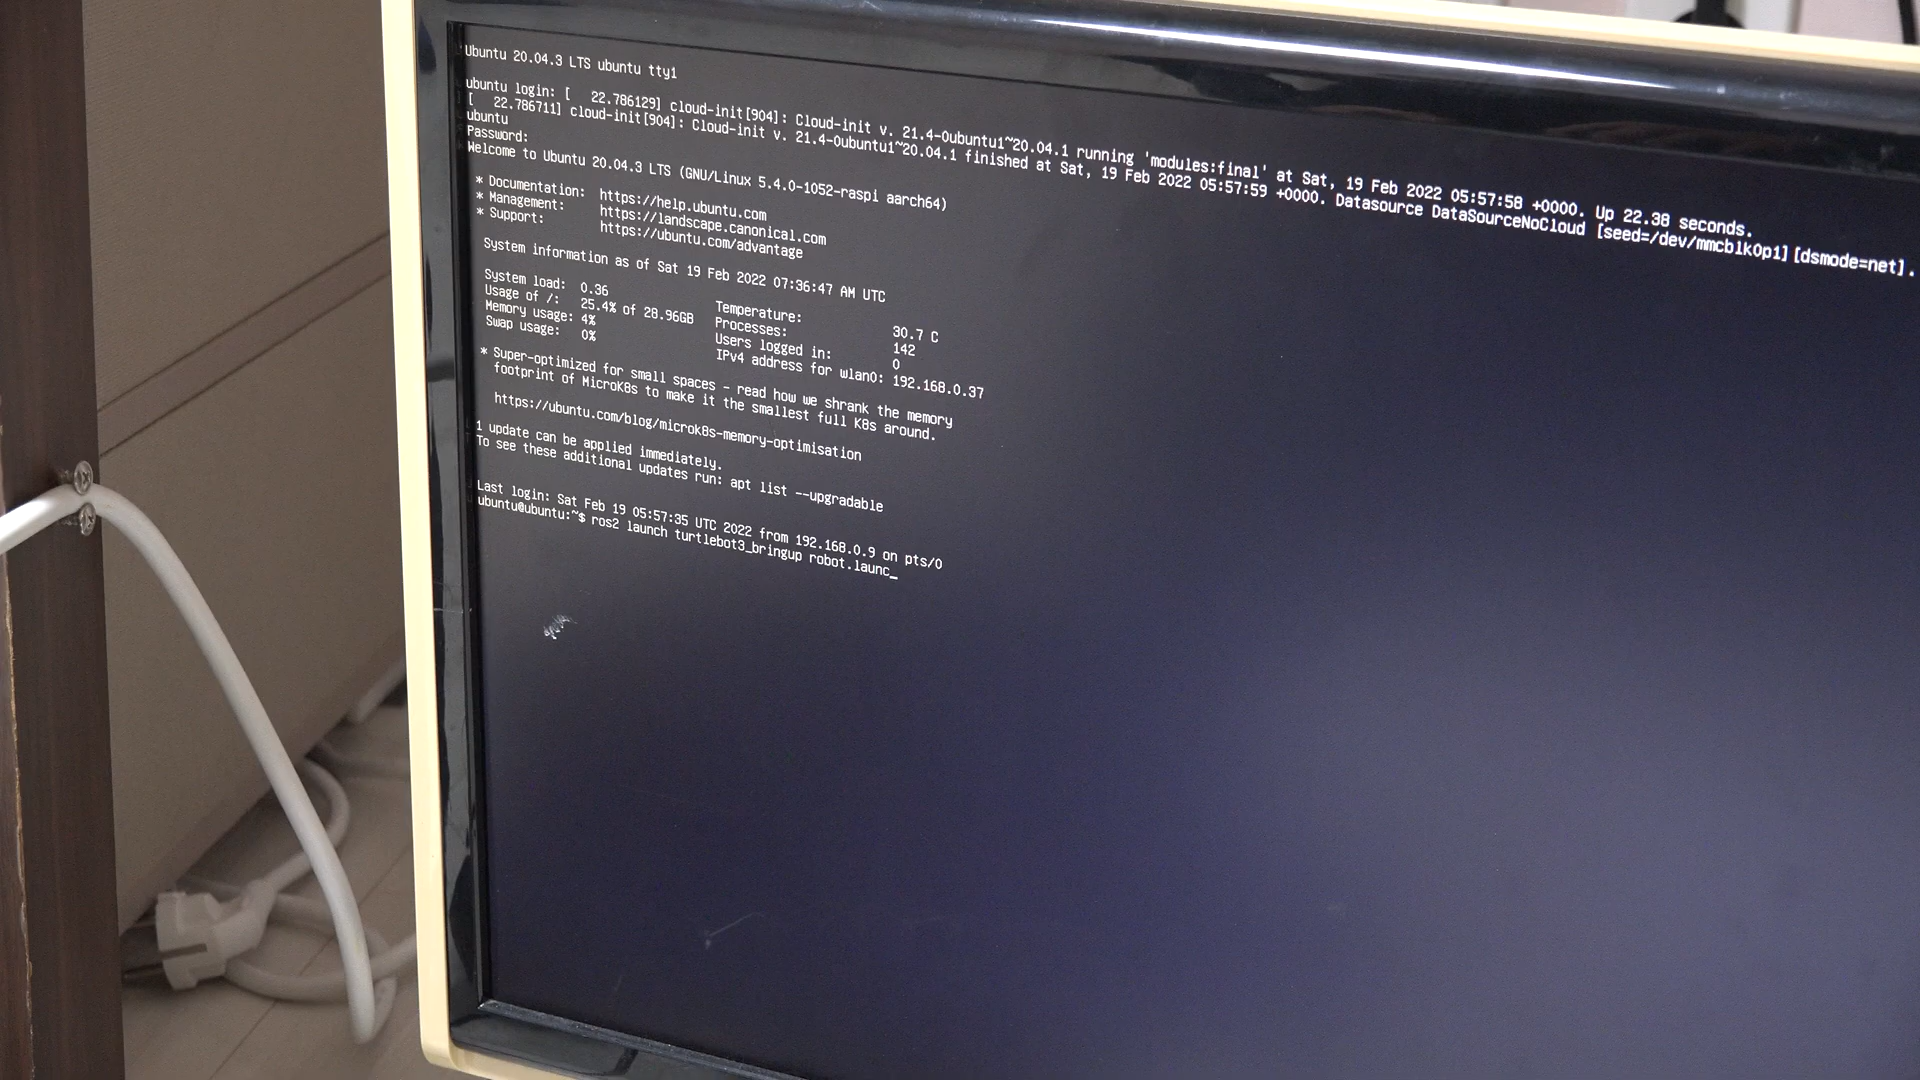 Ubuntu 20.04.3 LTS ubuntu tty1
ubuntu login: [   22.786129] cloud-init[904]: Cloud-init v. 21.4-0ubuntu1~20.04.1 running 'modules:final' at Sat, 19 Feb 2022 05:57:58 +0000. Up 22.38 seconds.
[   22.786711] cloud-init[904]: Cloud-init v. 21.4-0ubuntu1~20.04.1 finished at Sat, 19 Feb 2022 05:57:59 +0000. Datasource DataSourceNoCloud [seed=/dev/mmcblk0p1][dsmode=net].
ubuntu
Password:
Welcome to Ubuntu 20.04.3 LTS (GNU/Linux 5.4.0-1052-raspi aarch64)
* Documentation:  https://help.ubuntu.com
* Management:     https://landscape.canonical.com
* Support:        https://ubuntu.com/advantage
System information as of Sat 19 Feb 2022 07:36:47 AM UTC
System load:  0.36               Temperature:            30.7 C
Usage of /:   25.4% of 28.96GB   Processes:              142
Memory usage: 4%                 Users logged in:        0
Swap usage:   0%                 IPv4 address for wlan0: 192.168.0.37
* Super-optimized for small spaces - read how we shrank the memory
footprint of MicroK8s to make it the smallest full K8s around.
https://ubuntu.com/blog/microk8s-memory-optimisation
1 update can be applied immediately.
To see these additional updates run: apt list --upgradable
Last login: Sat Feb 19 05:57:35 UTC 2022 from 192.168.0.9 on pts/0
ubuntu@ubuntu:~$ ros2 launch turtlebot3_bringup robot.launc_